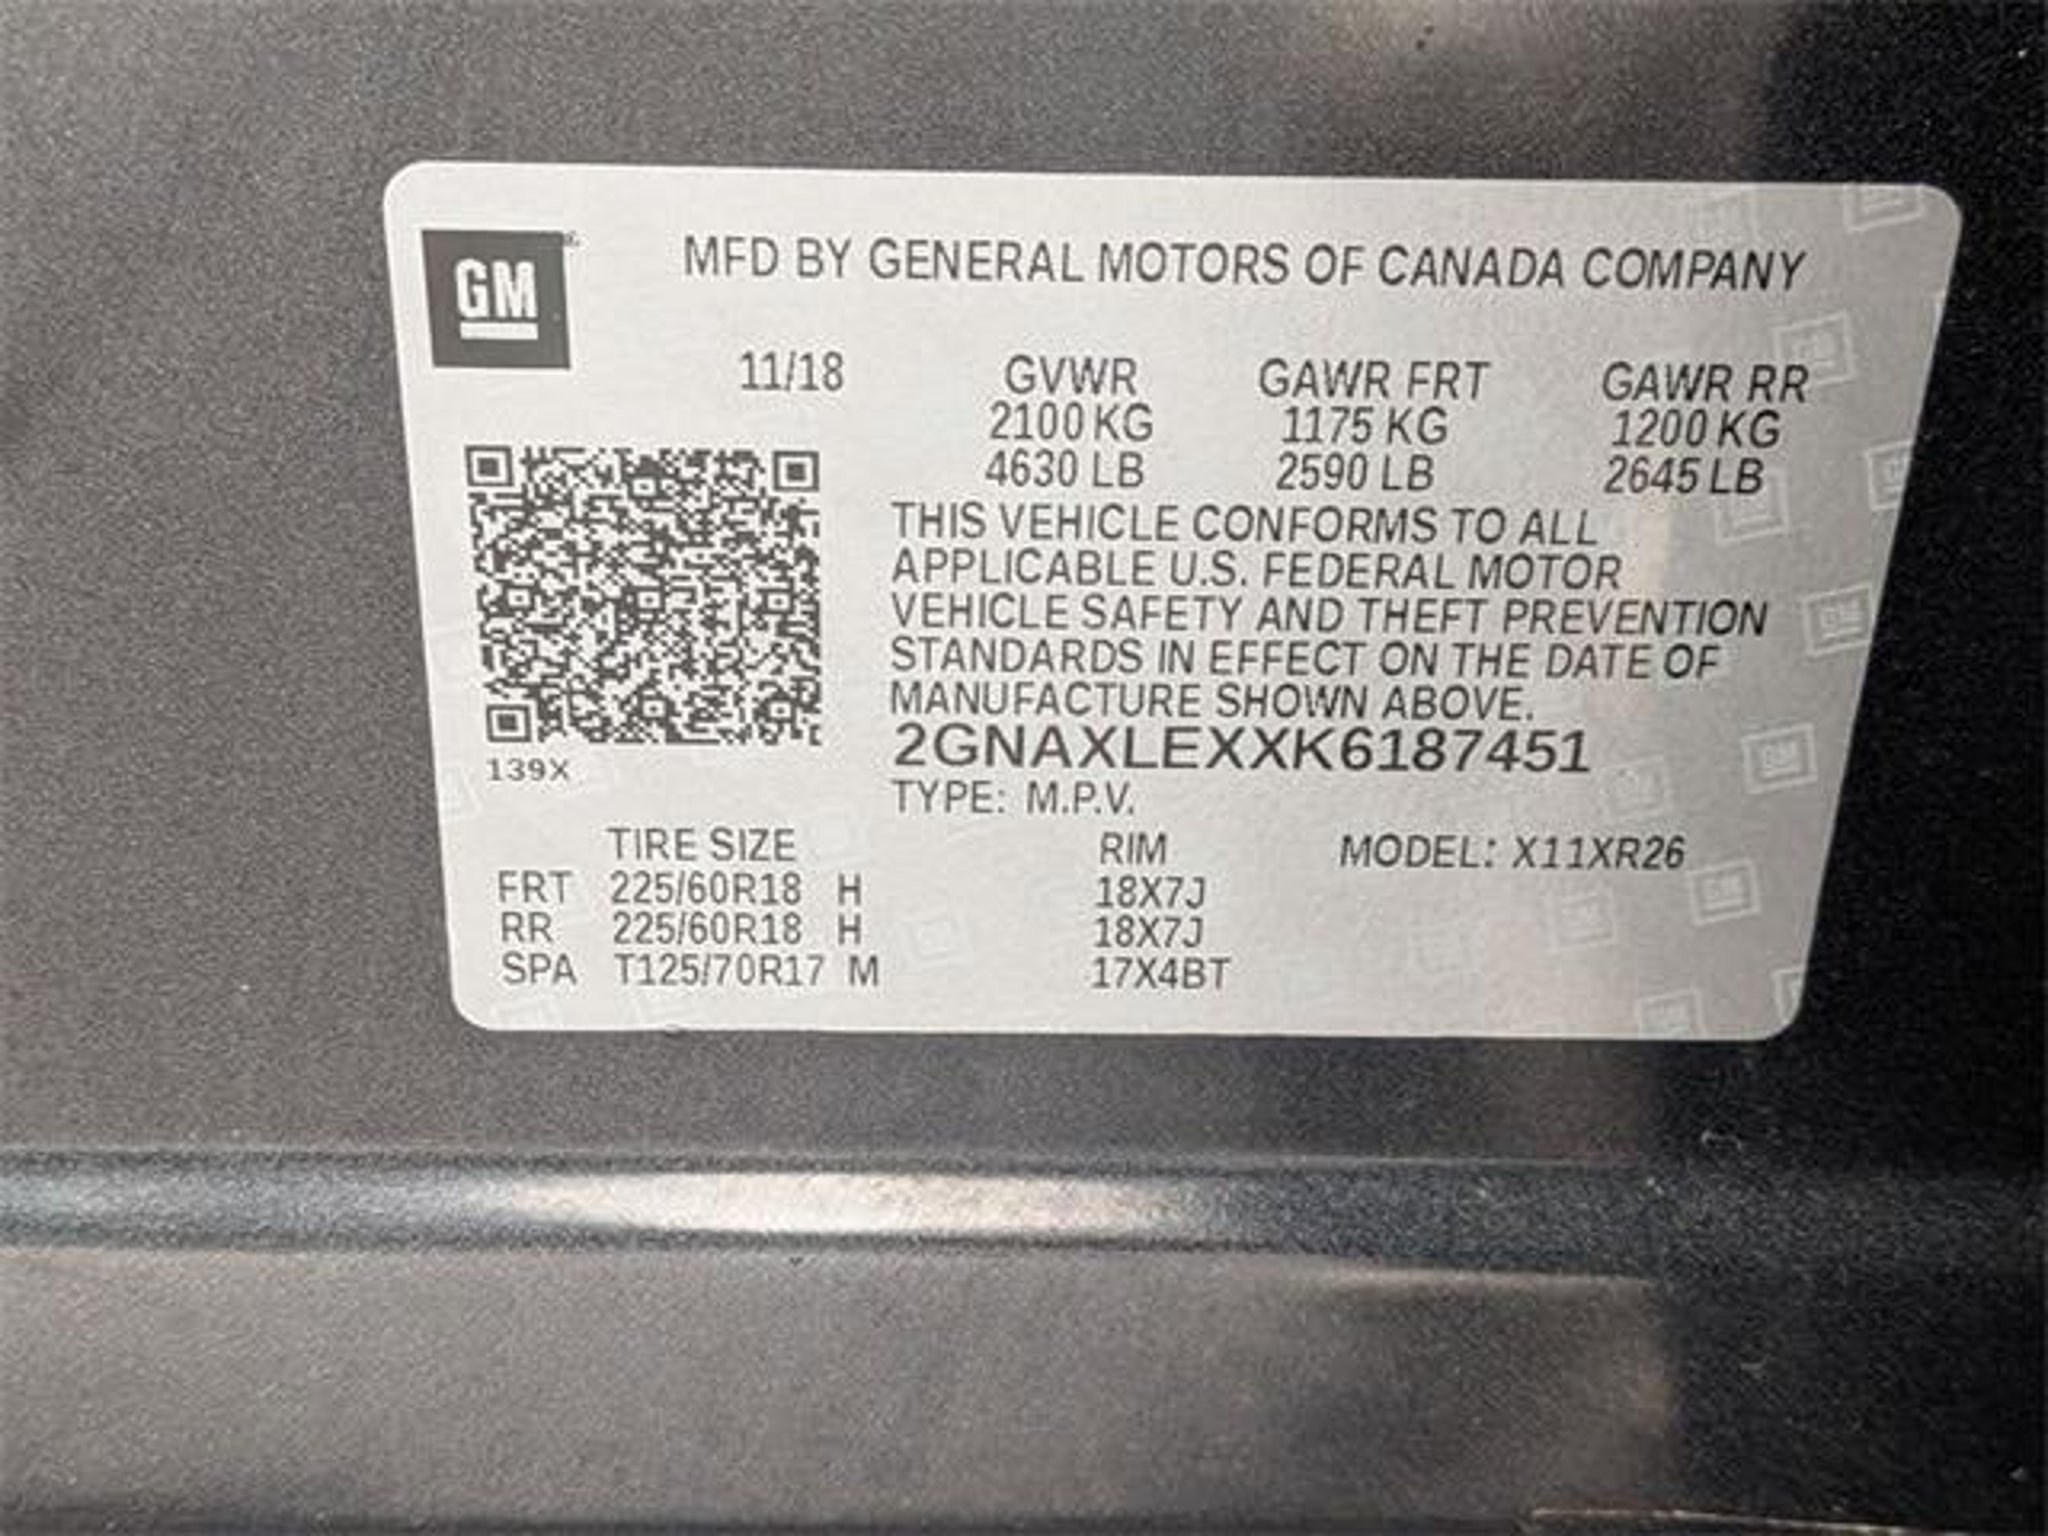 GM
MFD BY GENERAL MOTORS OF CANADA COMPANY
11/18 GVWR GAWR FRT GAWR RR
2100 KG 1175 KG 1200 KG
4630 LB 2590 LB 2645 LB
THIS VEHICLE CONFORMS TO ALL
APPLICABLE U.S. FEDERAL MOTOR
VEHICLE SAFETY AND THEFT PREVENTION
STANDARDS IN EFFECT ON THE DATE OF
MANUFACTURE SHOWN ABOVE.
2GNAXLEXXK6187451
139X
TYPE: M.P.V.
TIRE SIZE RIM MODEL: X11XR26
FRT 225/60R18 H 18X7J
RR 225/60R18 H 18X7J
SPA T125/70R17 M 17X4BT